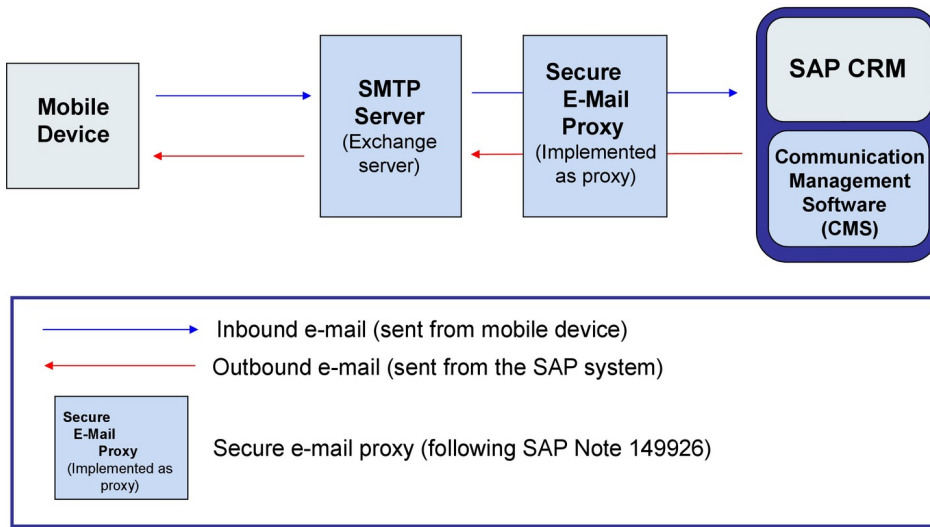 Mobile
Device
SMTP
Server
(Exchange
server)
Secure
E-Mail
Proxy
(Implemented
as proxy)
SAP CRM
Communication
Management
Software
(CMS)
Inbound e-mail (sent from mobile device)
Outbound e-mail (sent from the SAP system)
Secure
E-Mail
Proxy
(Implemented as
proxy)
Secure e-mail proxy (following SAP Note 149926)